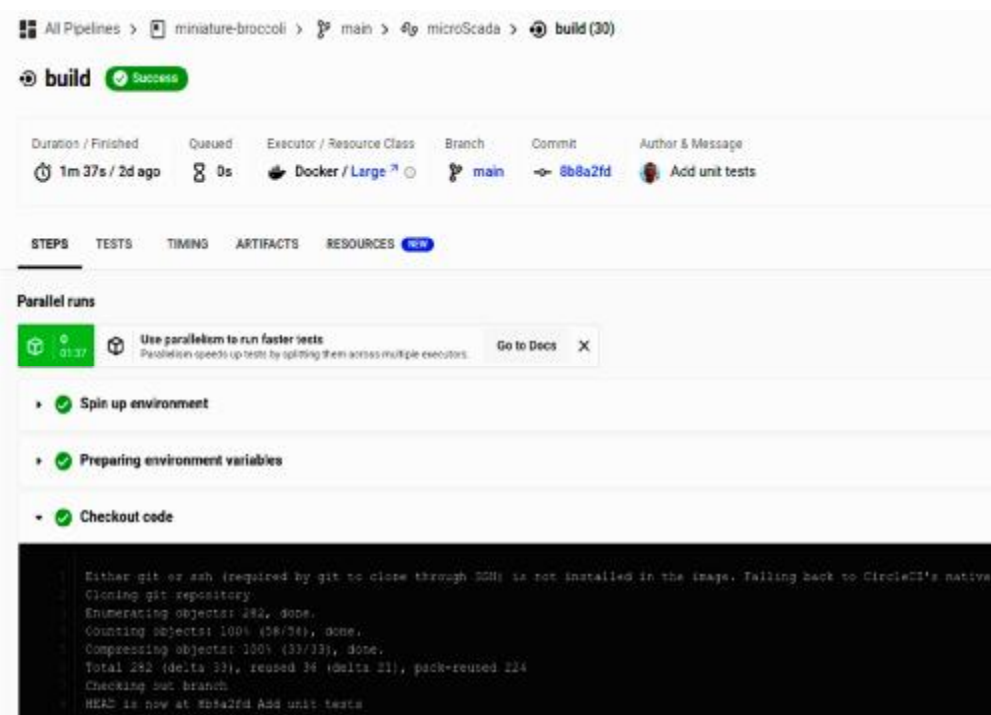 All Pipelines > miniature-broccoli > main > microScada > build (30)
build Success
Duration / Finished Queued Executor / Resource Class Branch Commit Author & Message
1m 37s / 2d ago 0s Docker / Large main 8b8a2fd Add unit tests
STEPS TESTS TIMING ARTIFACTS RESOURCES NEW
Parallel runs
0
01:37
Use parallelism to run faster tests
Parallelism speeds up tests by splitting them across multiple executors.
Go to Docs
Spin up environment
Preparing environment variables
Checkout code
Either git or ssh (required by git to clone through SSH) is not installed in the image. Falling back to CircleCI's native
Cloning git repository
Enumerating objects: 282, done.
Counting objects: 100% (58/58), done.
Compressing objects: 100% (33/33), done.
Total 282 (delta 33), reused 36 (delta 21), pack-reused 224
Checking out branch
HEAD is now at 8b8a2fd Add unit tests